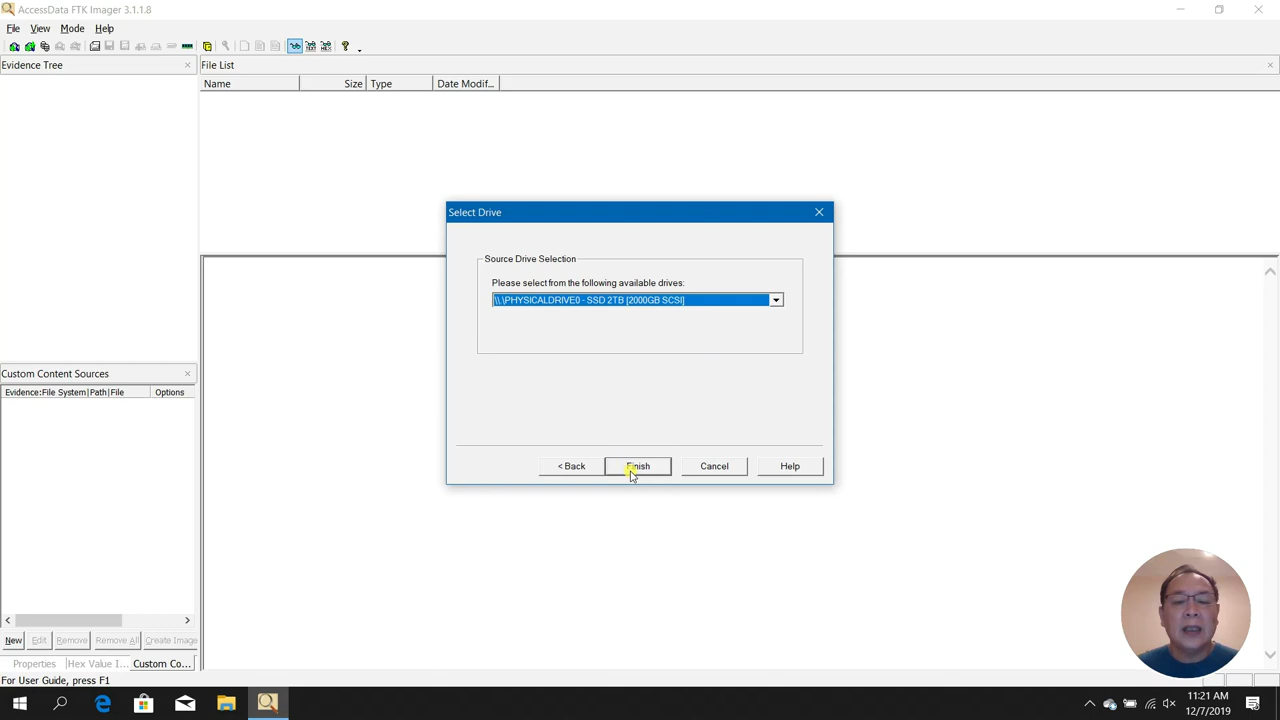 AccessData FTK Imager 3.1.1.8
File View Mode Help
Evidence Tree
File List
Name Size Type Date Modif...
Select Drive
Source Drive Selection
Please select from the following available drives:
\\.\PHYSICALDRIVE0 - SSD 2TB [2000GB SCSI]
Custom Content Sources
Evidence:File System|Path|File Options
< Back Finish Cancel Help
New Edit Remove Remove All Create Image
Properties Hex Value I... Custom Co...
For User Guide, press F1
11:21 AM
12/7/2019